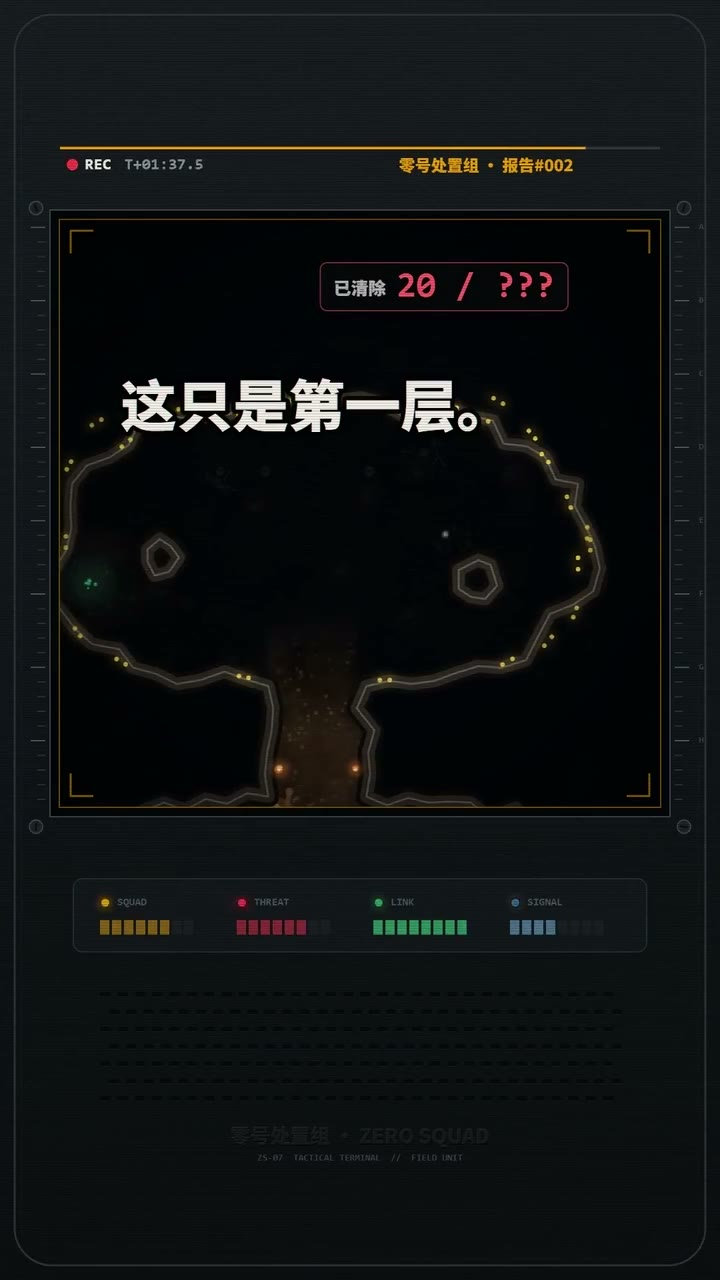 REC T+01:37.5 零号处置组 • 报告#002
已清除 20 / ???
这只是第一层。
SQUAD THREAT LINK SIGNAL
零号处置组 • ZERO SQUAD
ZS-07 TACTICAL TERMINAL // FIELD UNIT